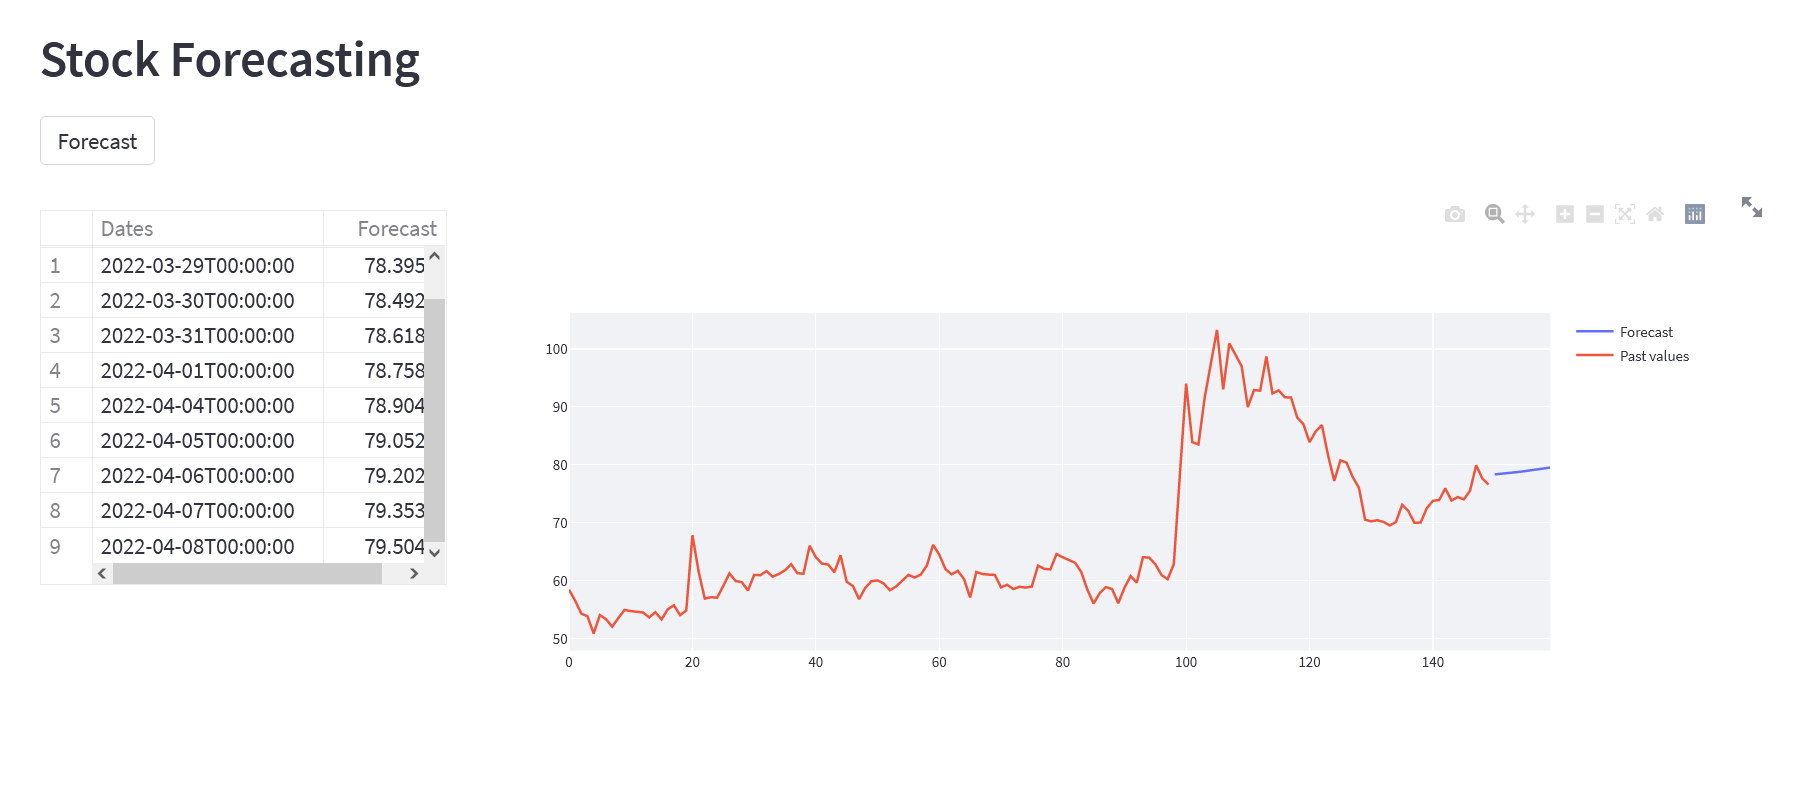 Stock Forecasting
Forecast
Dates Forecast
1 2022-03-29T00:00:00 78.395
2 2022-03-30T00:00:00 78.492
3 2022-03-31T00:00:00 78.618
4 2022-04-01T00:00:00 78.758
5 2022-04-04T00:00:00 78.904
6 2022-04-05T00:00:00 79.052
7 2022-04-06T00:00:00 79.202
8 2022-04-07T00:00:00 79.353
9 2022-04-08T00:00:00 79.504
100
90
80
70
60
50
0 20 40 60 80 100 120 140
Forecast
Past values